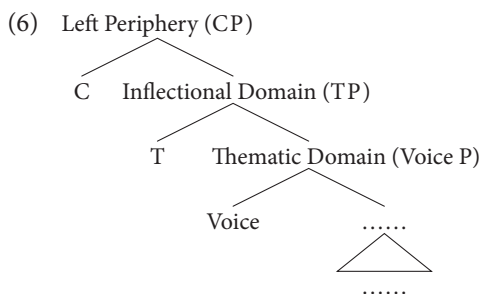 (6) Left Periphery (CP)
C Inflectional Domain (TP)
T Thematic Domain (Voice P)
Voice ……
……